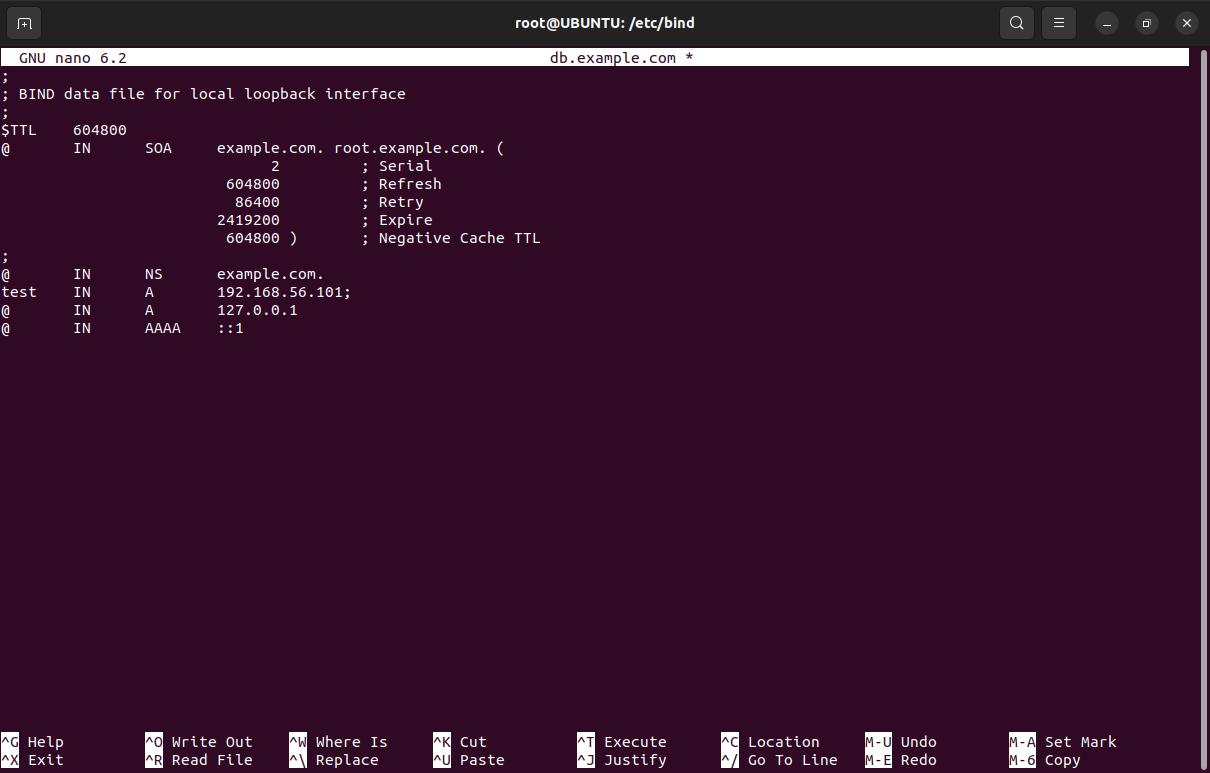 root@UBUNTU: /etc/bind
GNU nano 6.2 db.example.com *
;
; BIND data file for local loopback interface
;
$TTL 604800
@ IN SOA example.com. root.example.com. (
2 ; Serial
604800 ; Refresh
86400 ; Retry
2419200 ; Expire
604800 ) ; Negative Cache TTL
;
@ IN NS example.com.
test IN A 192.168.56.101;
@ IN A 127.0.0.1
@ IN AAAA ::1
^G Help ^O Write Out ^W Where Is ^K Cut ^T Execute ^C Location M-U Undo M-A Set Mark
^X Exit ^R Read File ^\ Replace ^U Paste ^J Justify ^/ Go To Line M-E Redo M-6 Copy